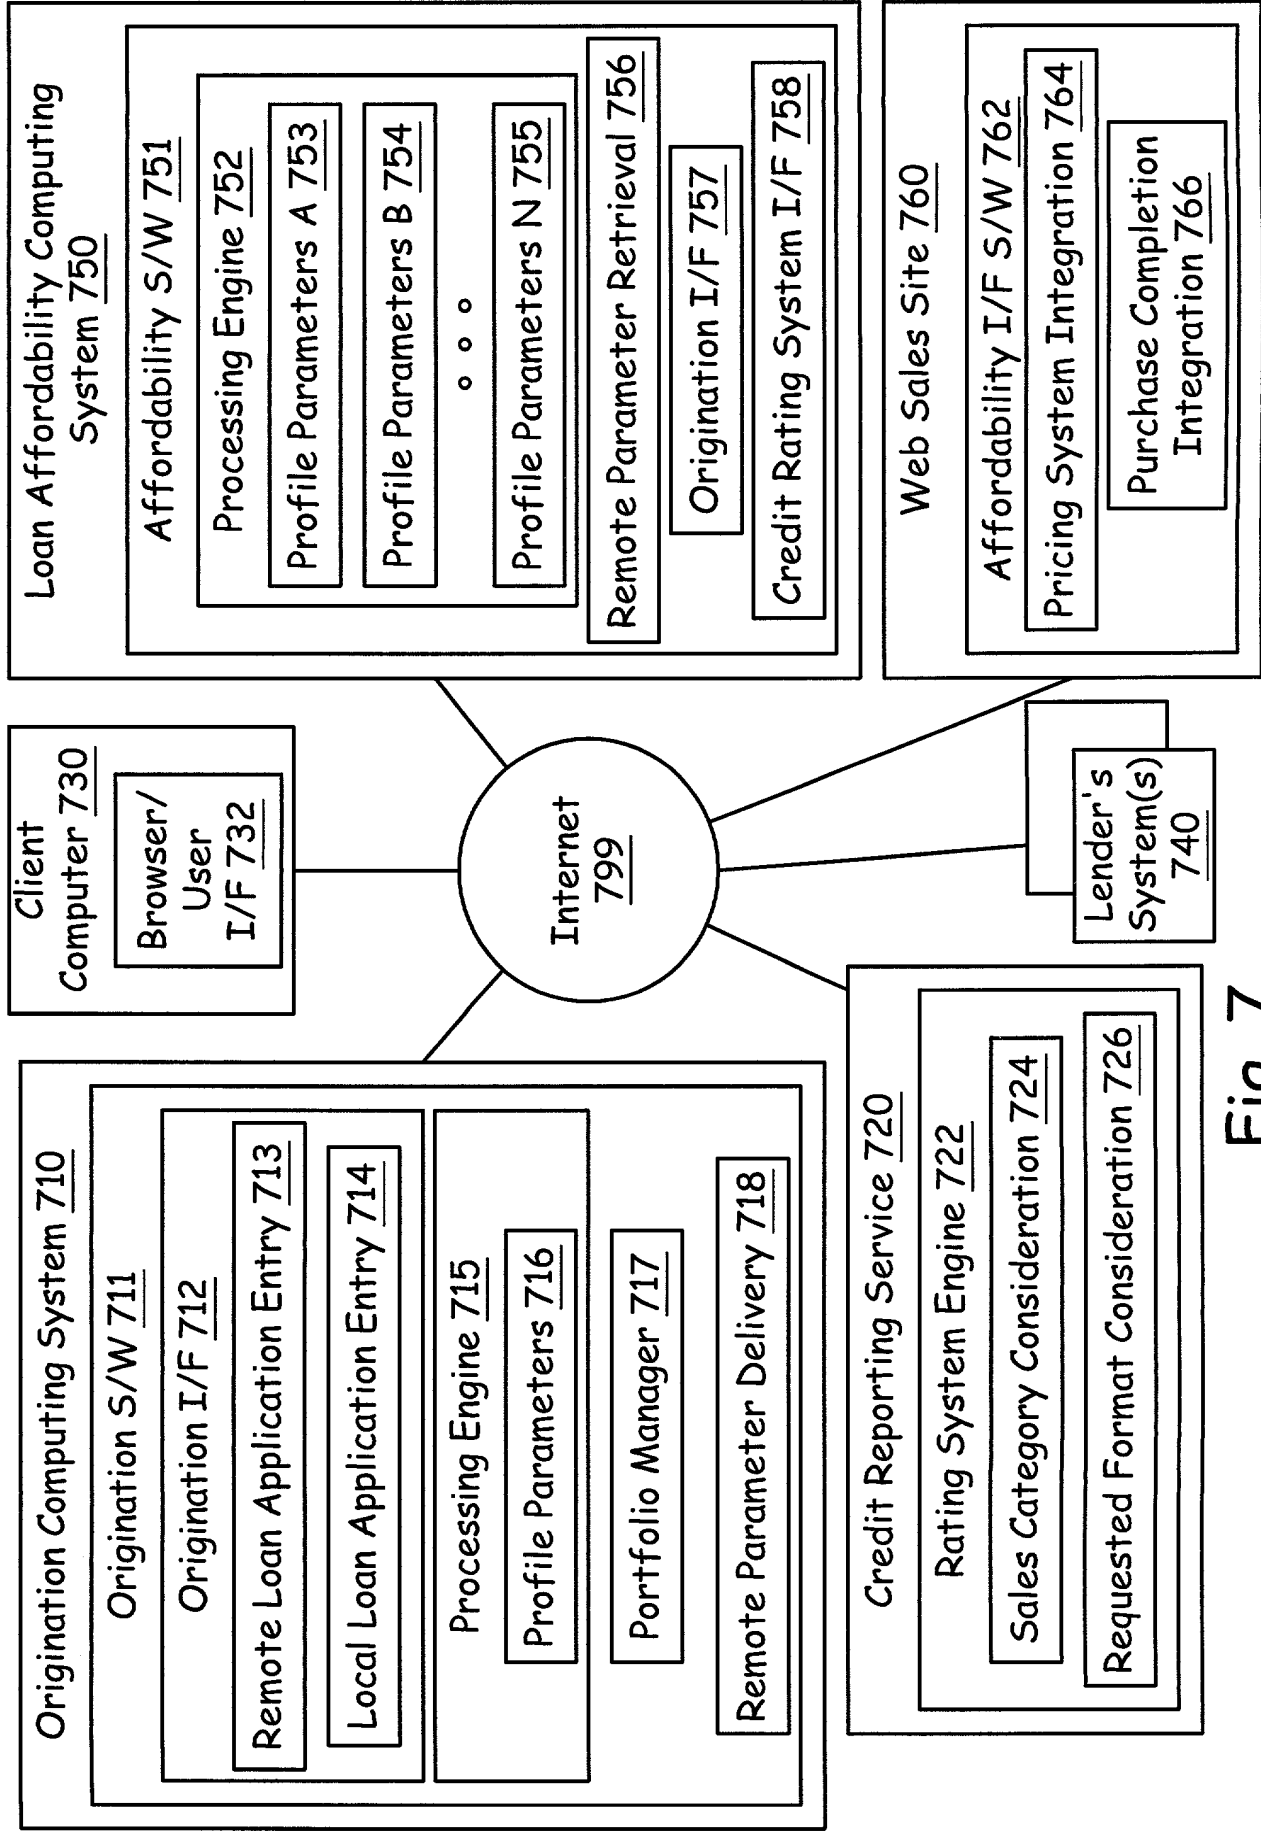 Origination Computing System 710
Origination S/W 711
Origination I/F 712
Remote Loan Application Entry 713
Local Loan Application Entry 714
Processing Engine 715
Profile Parameters 716
Portfolio Manager 717
Remote Parameter Delivery 718
Client
Computer 730
Browser/
User
I/F 732
Loan Affordability Computing
System 750
Affordability S/W 751
Processing Engine 752
Profile Parameters A 753
Profile Parameters B 754
Profile Parameters N 755
Remote Parameter Retrieval 756
Origination I/F 757
Credit Rating System I/F 758
Internet
799
Credit Reporting Service 720
Rating System Engine 722
Sales Category Consideration 724
Requested Format Consideration 726
Lender's
System(s)
740
Web Sales Site 760
Affordability I/F S/W 762
Pricing System Integration 764
Purchase Completion
Integration 766
Fig. 7